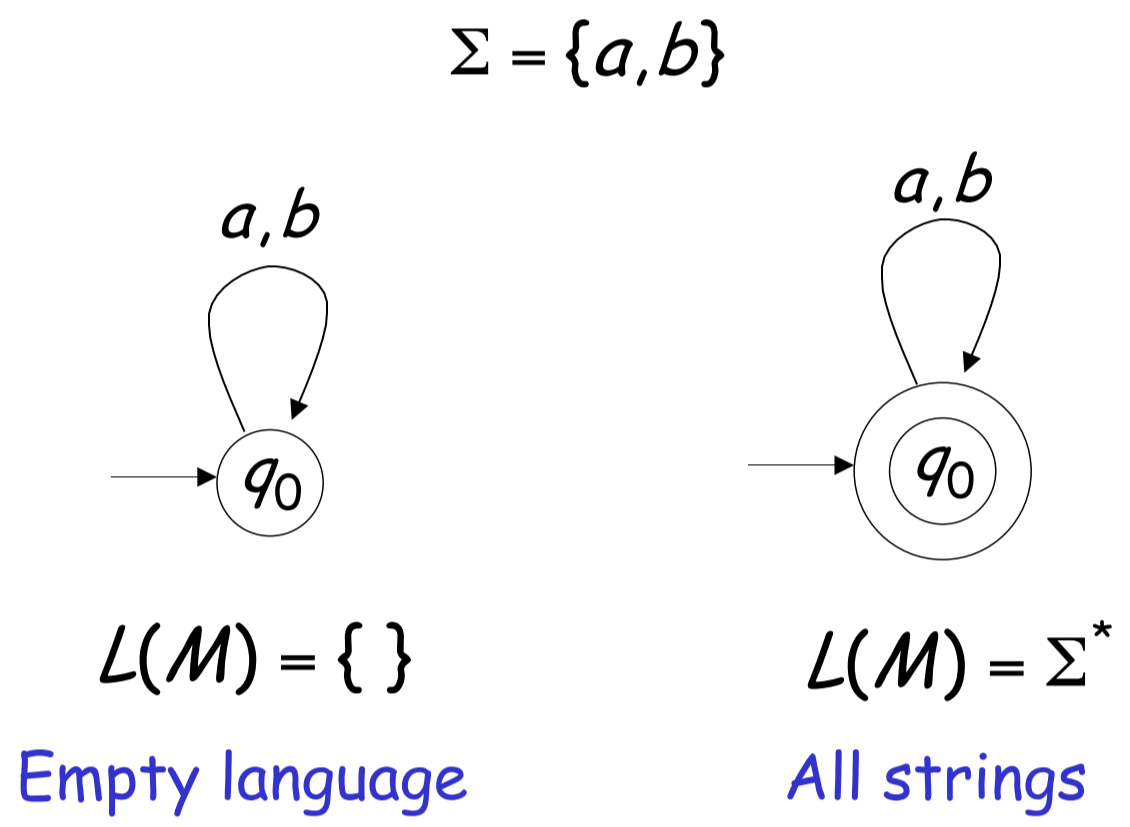 Σ = {a,b}
a,b
a,b
q0
q0
L(M) = { }
L(M) = Σ*
Empty language
All strings